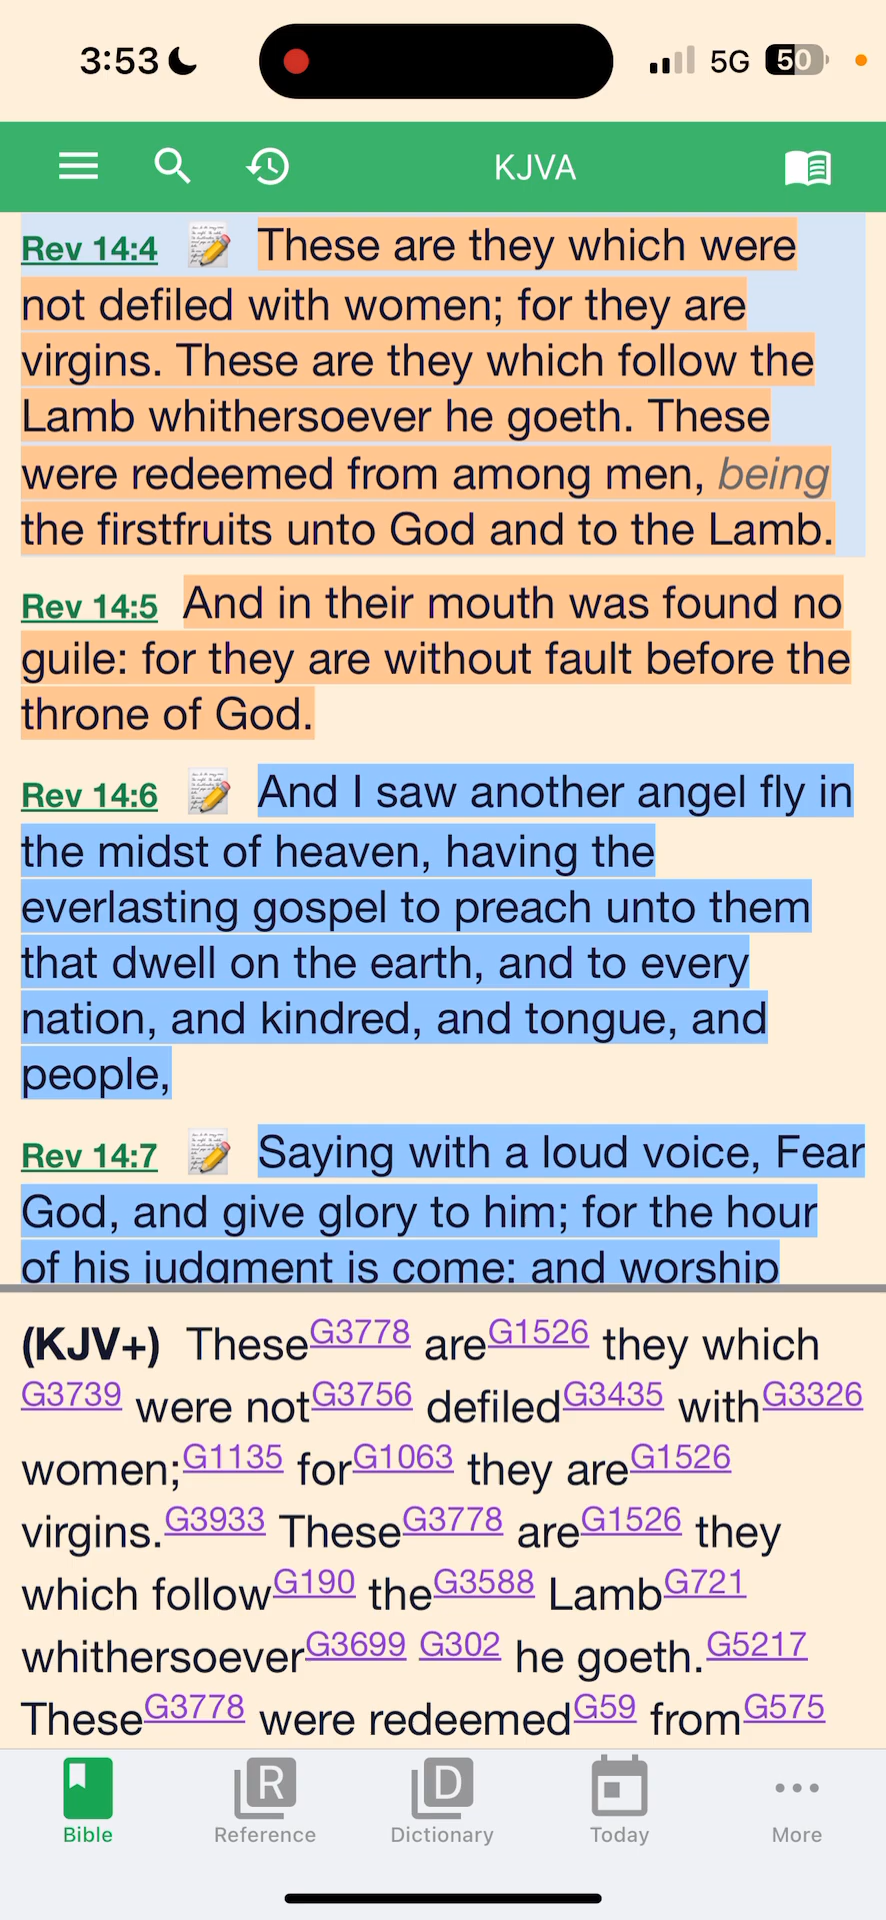 3:53 5G 50
KJVA
Rev 14:4 These are they which were
not defiled with women; for they are
virgins. These are they which follow the
Lamb whithersoever he goeth. These
were redeemed from among men, being
the firstfruits unto God and to the Lamb.
Rev 14:5 And in their mouth was found no
guile: for they are without fault before the
throne of God.
Rev 14:6 And I saw another angel fly in
the midst of heaven, having the
everlasting gospel to preach unto them
that dwell on the earth, and to every
nation, and kindred, and tongue, and
people,
Rev 14:7 Saying with a loud voice, Fear
God, and give glory to him; for the hour
of his judgment is come: and worship
(KJV+) TheseG3778 areG1526 they which
G3739 were notG3756 defiledG3435 withG3326
women;G1135 forG1063 they areG1526
virgins.G3933 TheseG3778 areG1526 they
which followG190 theG3588 LambG721
whithersoeverG3699 G302 he goeth.G5217
TheseG3778 were redeemedG59 fromG575
R D
Bible Reference Dictionary Today More